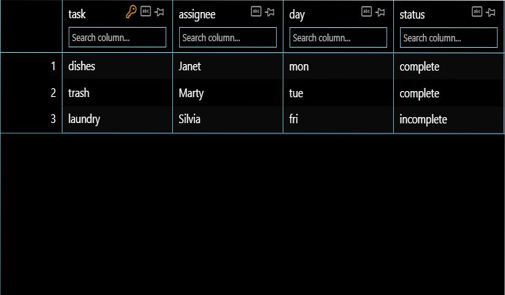 task assignee day status
Search column... Search column... Search column... Search column...
1 dishes Janet mon complete
2 trash Marty tue complete
3 laundry Silvia fri incomplete